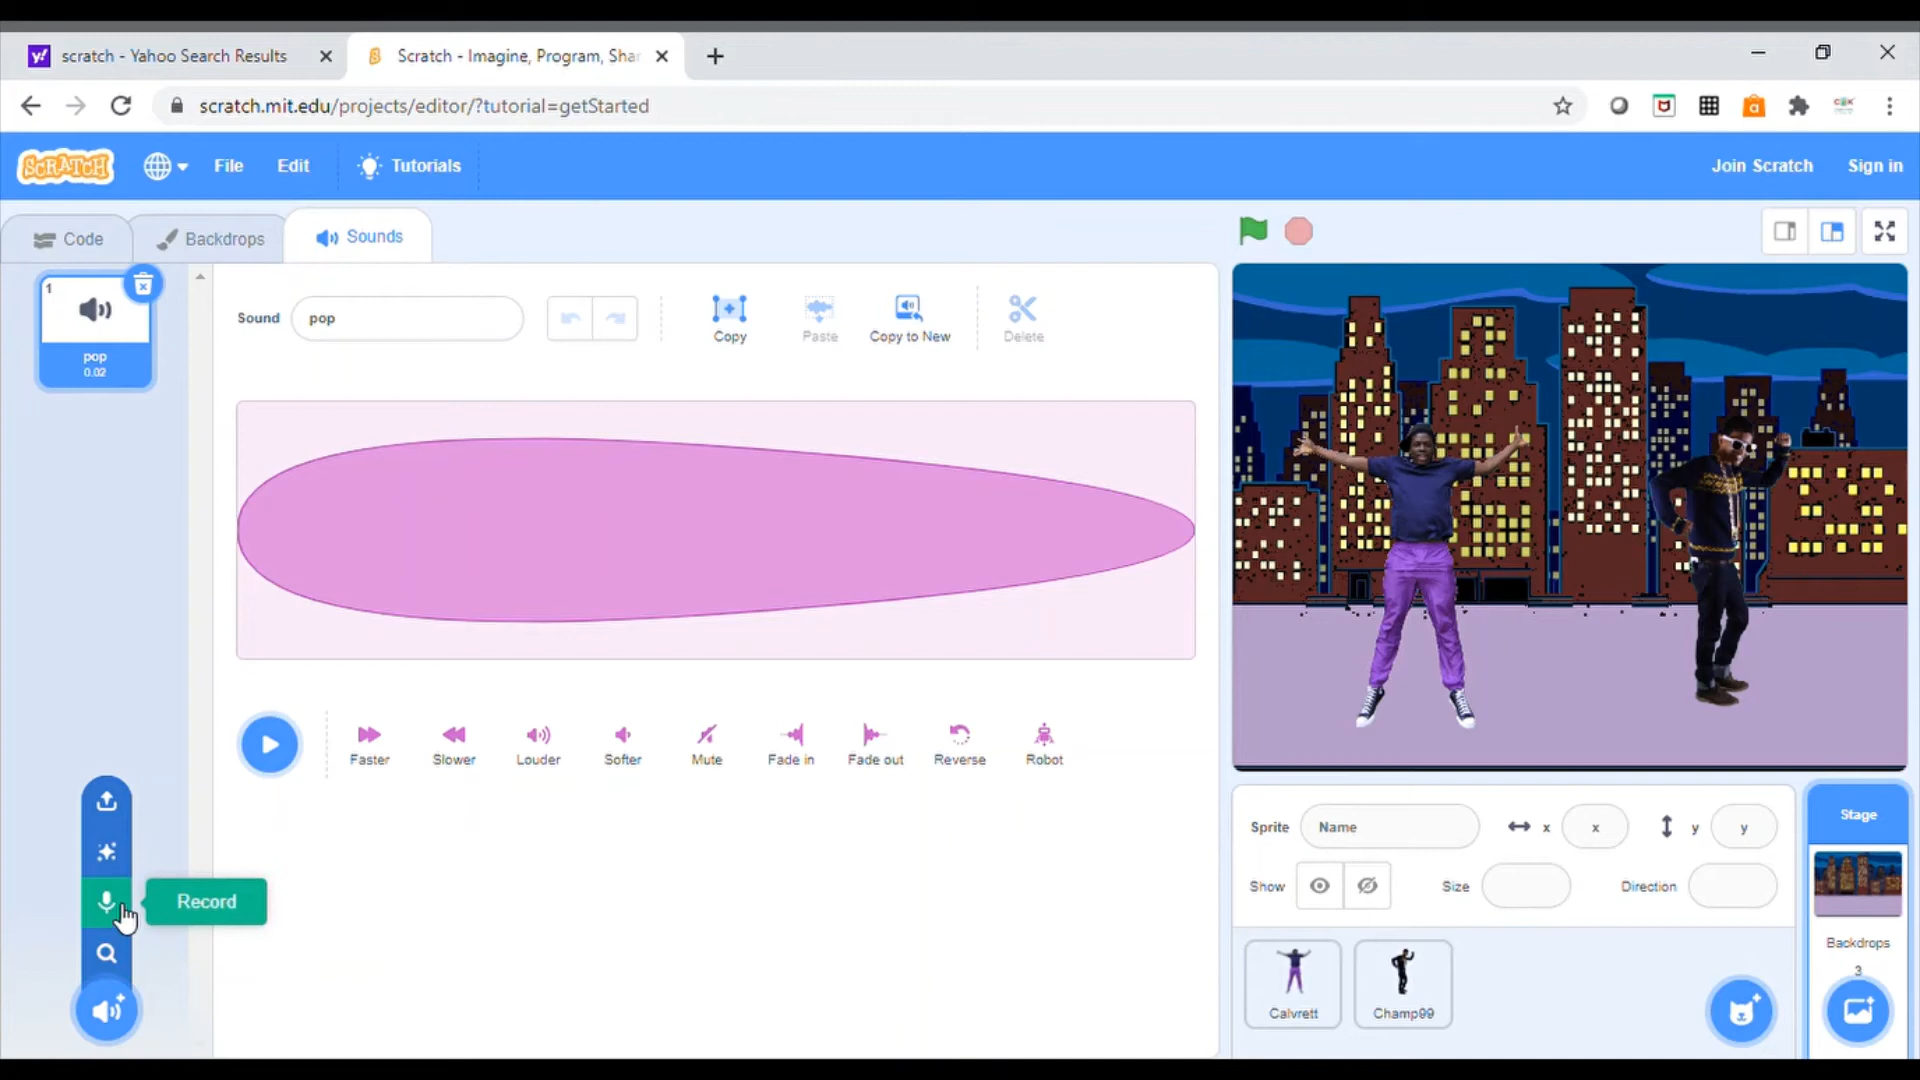 scratch - Yahoo Search Results
Scratch - Imagine, Program, Shar
scratch.mit.edu/projects/editor/?tutorial=getStarted
SCRATCH
File
Edit
Tutorials
Join Scratch
Sign in
Code
Backdrops
Sounds
1
pop
0.02
Sound
pop
Copy
Paste
Copy to New
Delete
Faster
Slower
Louder
Softer
Mute
Fade in
Fade out
Reverse
Robot
Record
Sprite
Name
x
x
y
y
Show
Size
Direction
Calvrett
Champ99
Stage
Backdrops
3